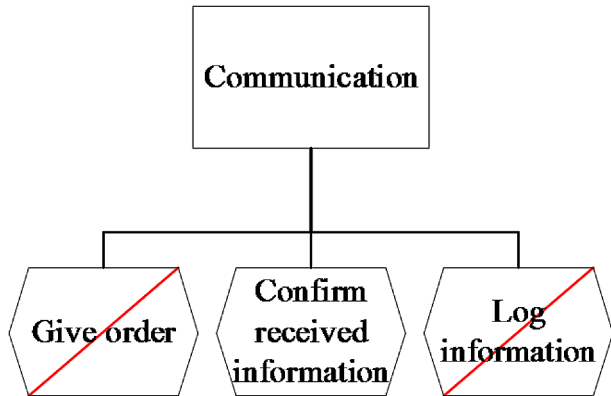 Communication
Give order
Confirm
received
information
Log
information